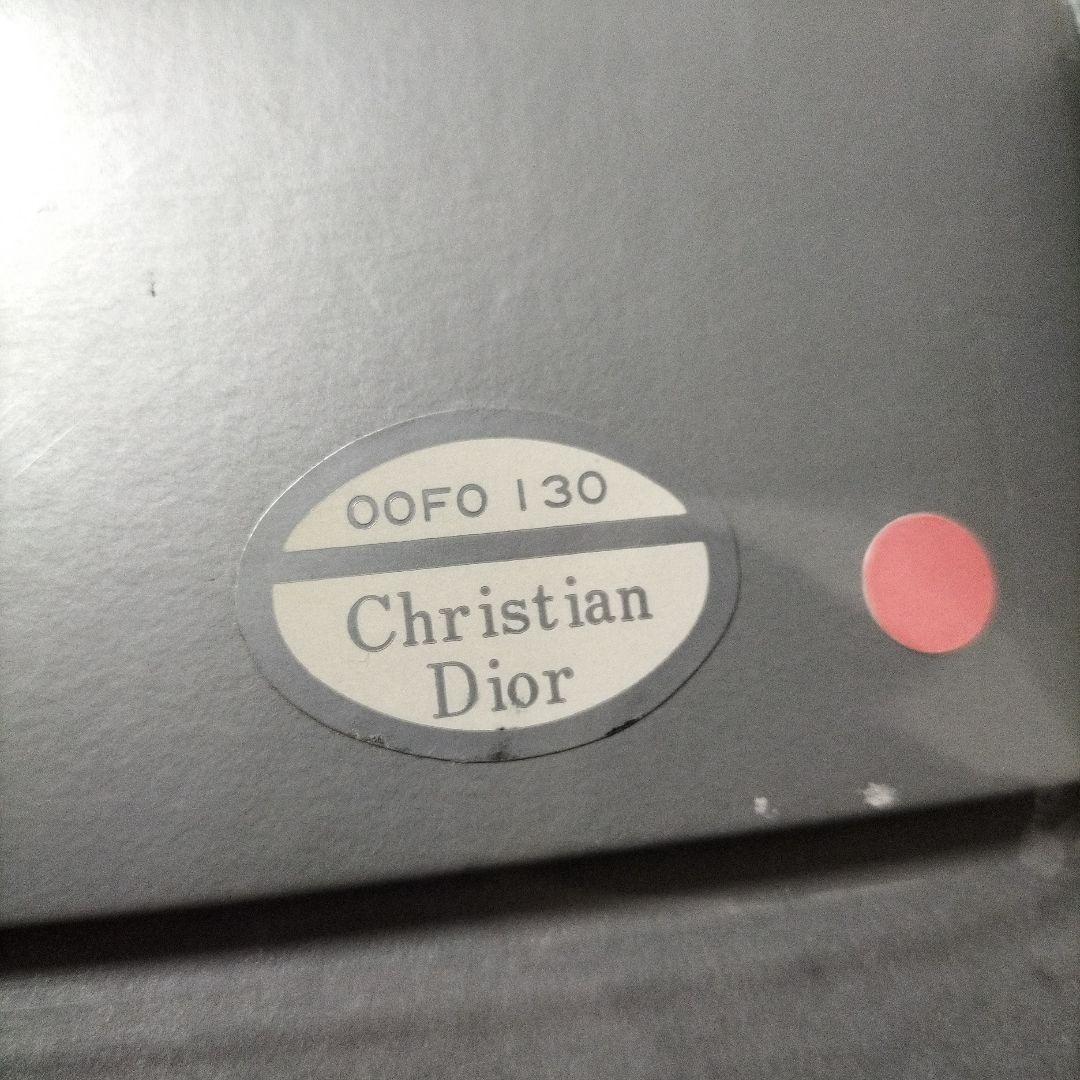 OOFO 130
Christian
Dior